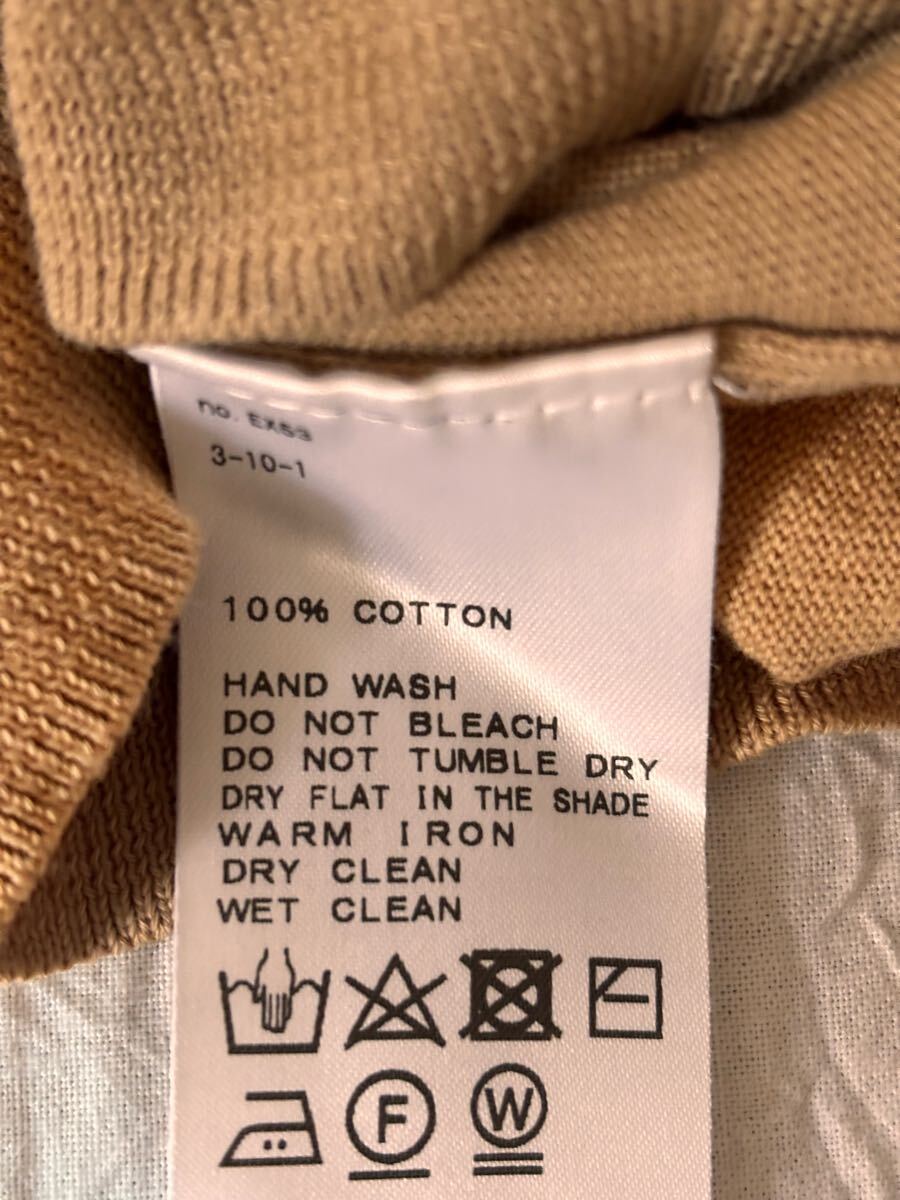 no. EX53
3-10-1
100% COTTON
HAND WASH
DO NOT BLEACH
DO NOT TUMBLE DRY
DRY FLAT IN THE SHADE
WARM IRON
DRY CLEAN
WET CLEAN
F W